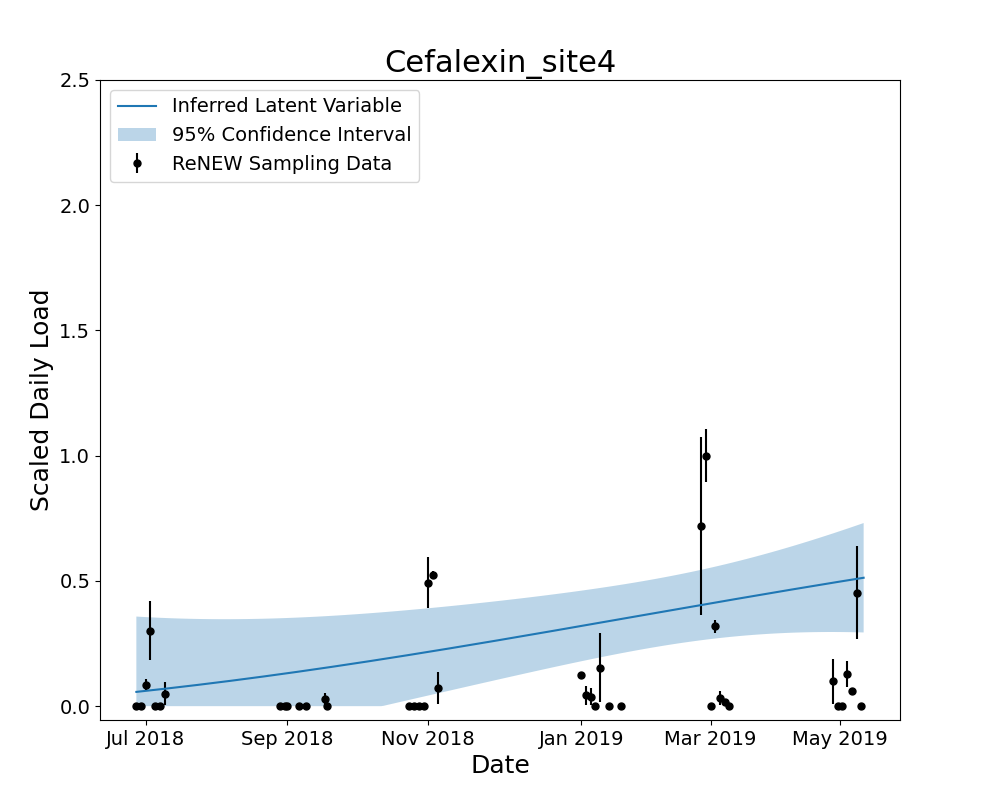 Cefalexin_site4
2.5
Inferred Latent Variable
95% Confidence Interval
ReNEW Sampling Data
2.0
1.5
1.0
0.5
0.0
Scaled Daily Load
Jul 2018 Sep 2018 Nov 2018 Jan 2019 Mar 2019 May 2019
Date